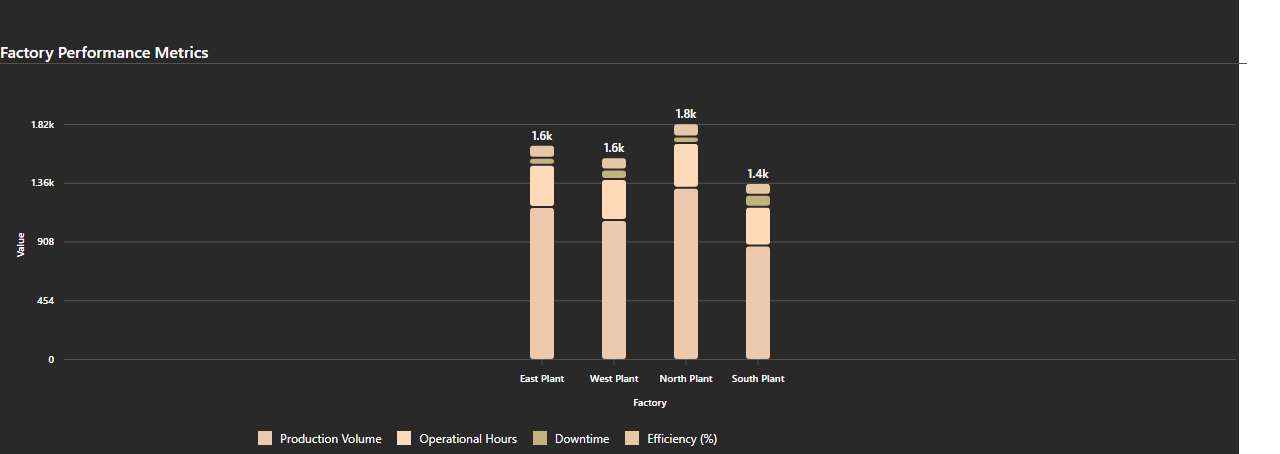 Factory Performance Metrics
1.82k
1.36k
908
454
0
Value
1.6k
1.6k
1.8k
1.4k
East Plant
West Plant
North Plant
South Plant
Factory
Production Volume
Operational Hours
Downtime
Efficiency (%)